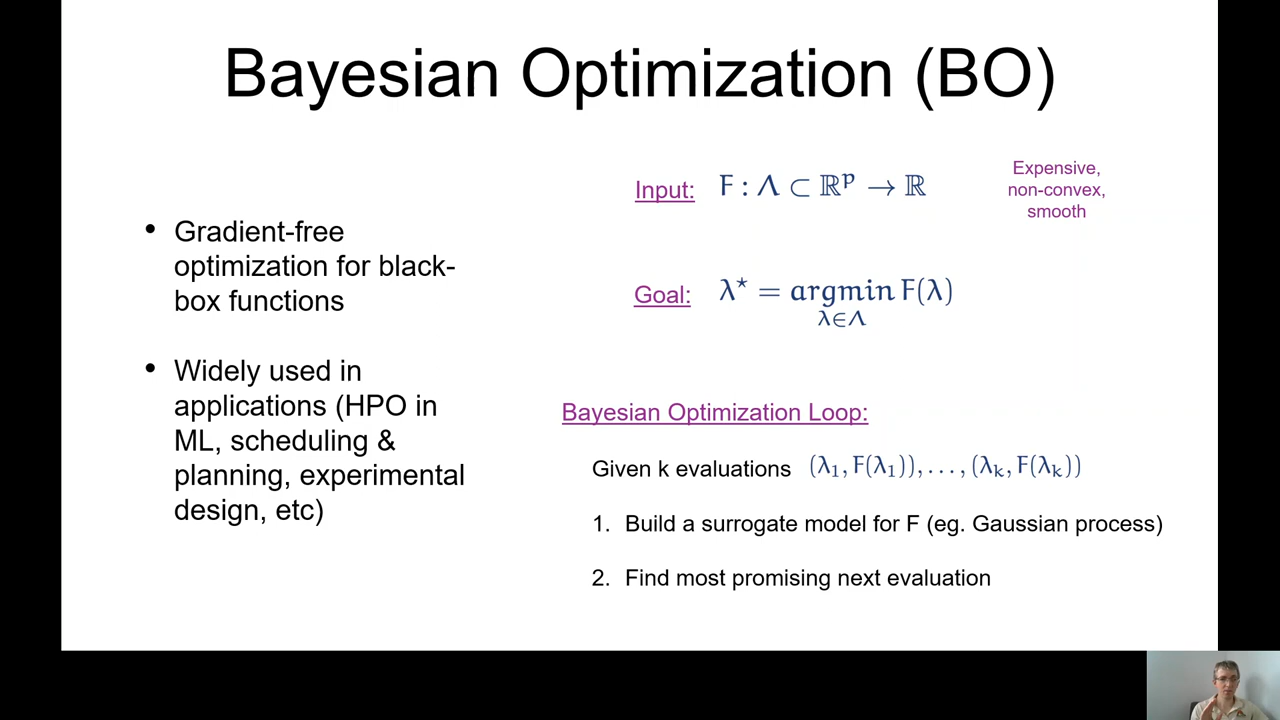 Bayesian Optimization (BO)
• Gradient-free
optimization for black-
box functions
• Widely used in
applications (HPO in
ML, scheduling &
planning, experimental
design, etc)
Input: F : Λ ⊂ ℝᵖ → ℝ
Expensive,
non-convex,
smooth
Goal: λ⋆ = argmin F(λ)
λ∈Λ
Bayesian Optimization Loop:
Given k evaluations (λ₁, F(λ₁)), . . . , (λₖ, F(λₖ))
1. Build a surrogate model for F (eg. Gaussian process)
2. Find most promising next evaluation